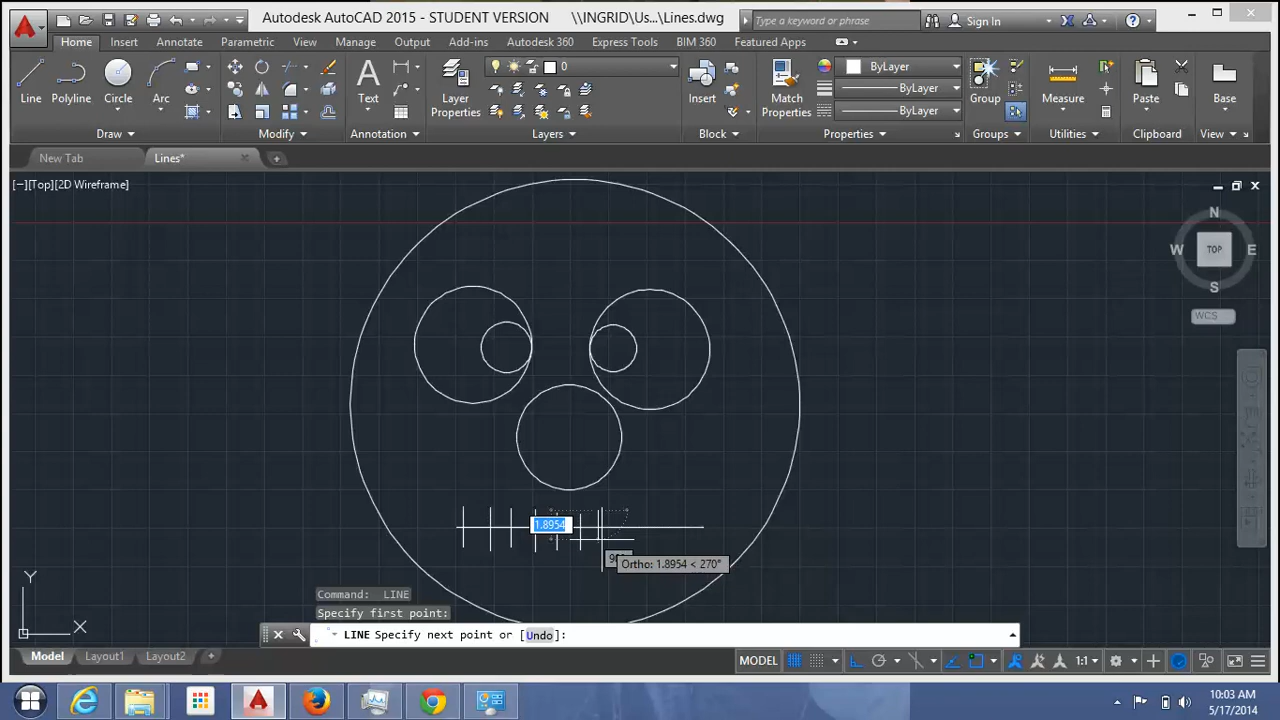 Autodesk AutoCAD 2015 - STUDENT VERSION \\INGRID\Us...\Lines.dwg
Type a keyword or phrase
Sign In
Home Insert Annotate Parametric View Manage Output Add-ins Autodesk 360 Express Tools BIM 360 Featured Apps
0 ByLayer
ByLayer
ByLayer
Line Polyline Circle Arc Text Layer Properties Insert Match Properties Group Measure Paste Base
Draw Modify Annotation Layers Block Properties Groups Utilities Clipboard View
New Tab Lines*
[−][Top][2D Wireframe]
N
W TOP E
S
WCS
1.8954
Ortho: 1.8954 < 270°
Y
X
Command: LINE
Specify first point:
LINE Specify next point or [Undo]:
Model Layout1 Layout2 +
MODEL 1:1
10:03 AM
5/17/2014